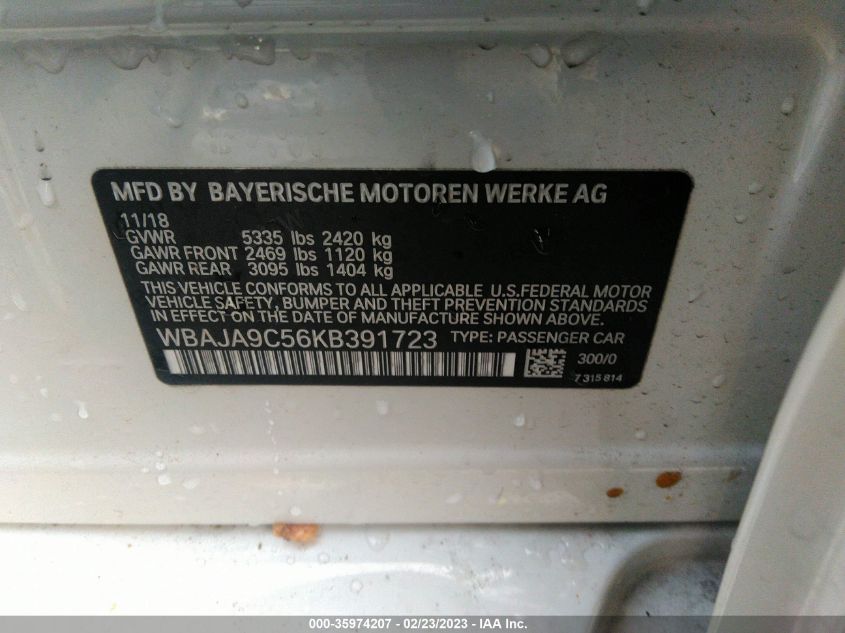 MFD BY BAYERISCHE MOTOREN WERKE AG
11/18
GVWR 5335 lbs 2420 kg
GAWR FRONT 2469 lbs 1120 kg
GAWR REAR 3095 lbs 1404 kg
THIS VEHICLE CONFORMS TO ALL APPLICABLE U.S.FEDERAL MOTOR
VEHICLE SAFETY, BUMPER AND THEFT PREVENTION STANDARDS
IN EFFECT ON THE DATE OF MANUFACTURE SHOWN ABOVE.
WBAJA9C56KB391723 TYPE: PASSENGER CAR
300/0
7 315 814
000-35974207 - 02/23/2023 - IAA Inc.